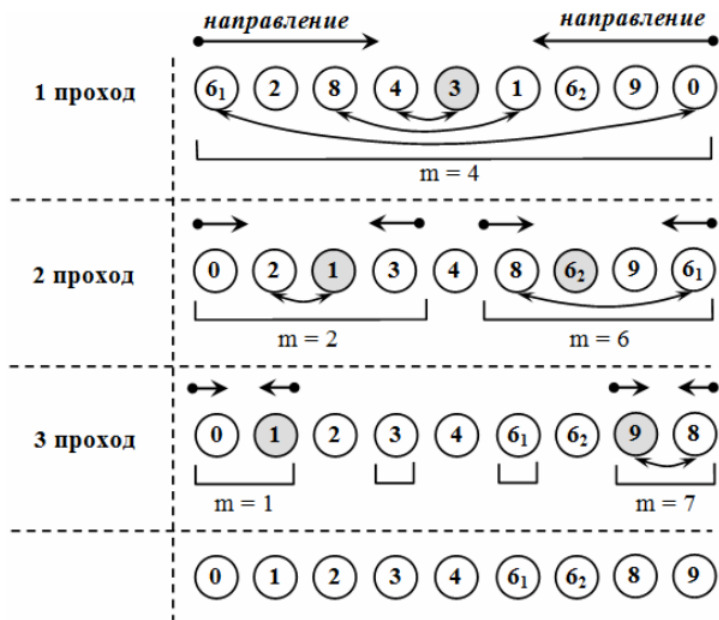 направление направление
1 проход 6₁ 2 8 4 3 1 6₂ 9 0
m = 4
2 проход 0 2 1 3 4 8 6₂ 9 6₁
m = 2 m = 6
3 проход 0 1 2 3 4 6₁ 6₂ 9 8
m = 1 m = 7
0 1 2 3 4 6₁ 6₂ 8 9